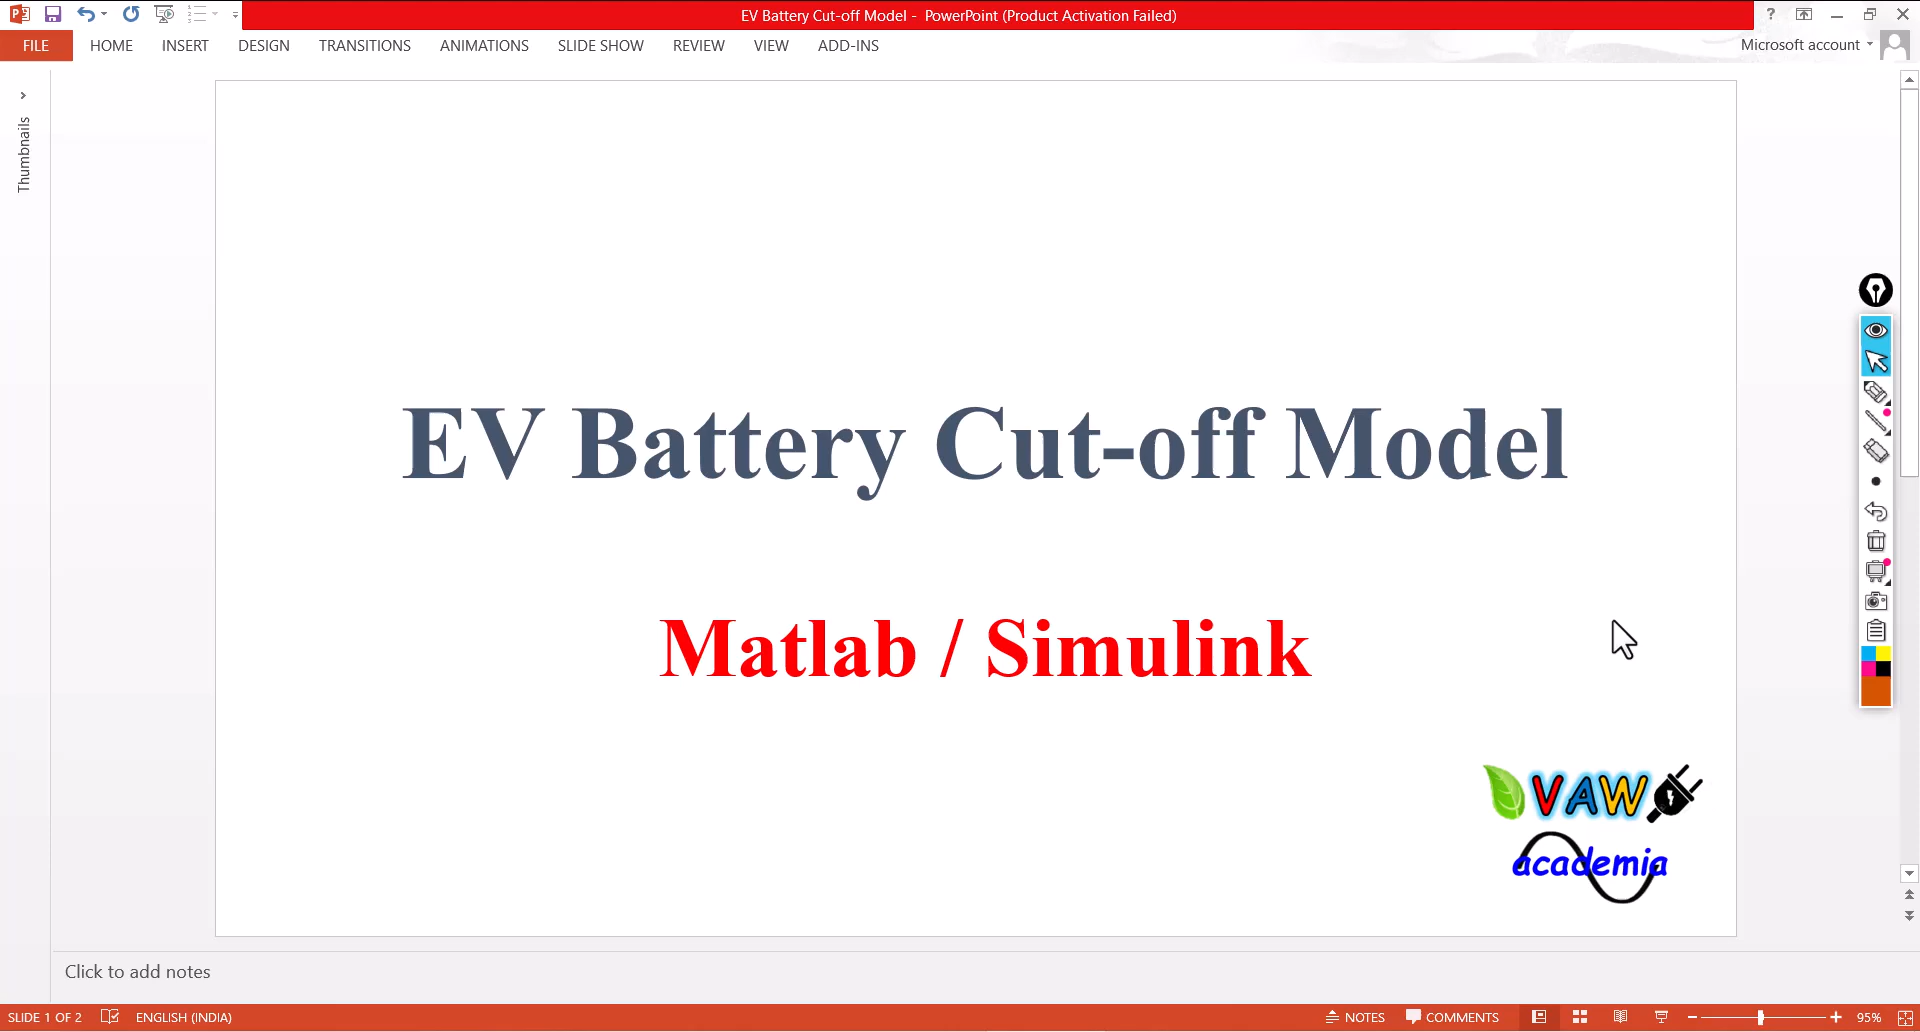 EV Battery Cut-off Model - PowerPoint (Product Activation Failed)
?
FILE HOME INSERT DESIGN TRANSITIONS ANIMATIONS SLIDE SHOW REVIEW VIEW ADD-INS
Microsoft account
Thumbnails
EV Battery Cut-off Model
Matlab / Simulink
VAW
academia
Click to add notes
SLIDE 1 OF 2 ENGLISH (INDIA) NOTES COMMENTS 95%